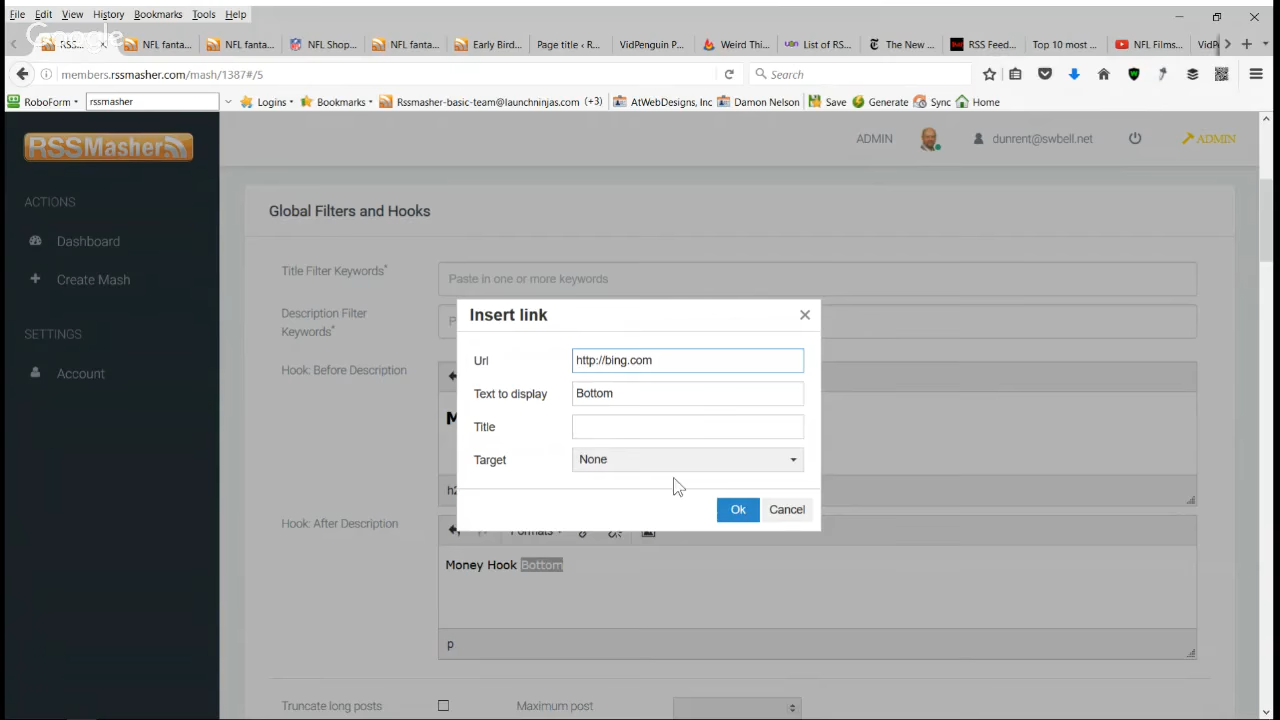 File Edit View History Bookmarks Tools Help
Google
RSS... NFL fanta... NFL fanta... NFL Shop... NFL fanta... Early Bird... Page title ‹ R... VidPenguin P... Weird Thi... List of RS... The New ... RSS Feed... Top 10 most ... NFL Films... VidP
members.rssmasher.com/mash/1387#/5 Search
RoboForm rssmasher Logins Bookmarks Rssmasher-basic-team@launchninjas.com (+3) AtWebDesigns, Inc Damon Nelson Save Generate Sync Home
RSSMasher
ADMIN dunrent@swbell.net ADMIN
ACTIONS
Dashboard
Create Mash
SETTINGS
Account
Global Filters and Hooks
Title Filter Keywords*
Paste in one or more keywords
Description Filter
Keywords*
Hook: Before Description
Insert link
Url http://bing.com
Text to display Bottom
Title
Target None
Ok Cancel
Hook: After Description
Formats
Money Hook Bottom
p
Truncate long posts Maximum post